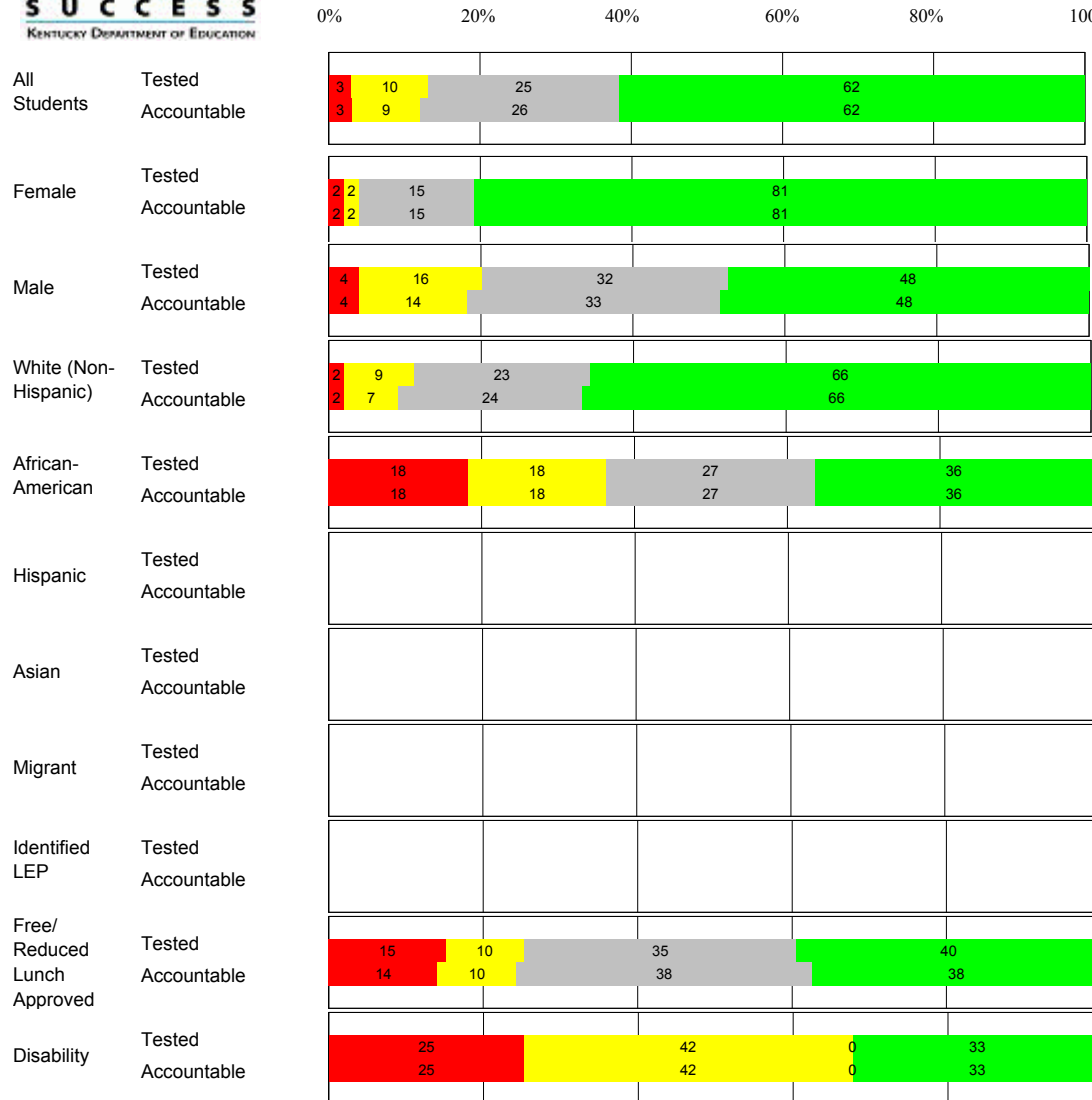 S U C C E S S
KENTUCKY DEPARTMENT OF EDUCATION
0% 20% 40% 60% 80% 100
All Students
Tested 3 10 25 62
Accountable 3 9 26 62
Female
Tested 2 2 15 81
Accountable 2 2 15 81
Male
Tested 4 16 32 48
Accountable 4 14 33 48
White (Non-
Hispanic)
Tested 2 9 23 66
Accountable 2 7 24 66
African-
American
Tested 18 18 27 36
Accountable 18 18 27 36
Hispanic
Tested
Accountable
Asian
Tested
Accountable
Migrant
Tested
Accountable
Identified
LEP
Tested
Accountable
Free/
Reduced
Lunch
Approved
Tested 15 10 35 40
Accountable 14 10 38 38
Disability
Tested 25 42 0 33
Accountable 25 42 0 33